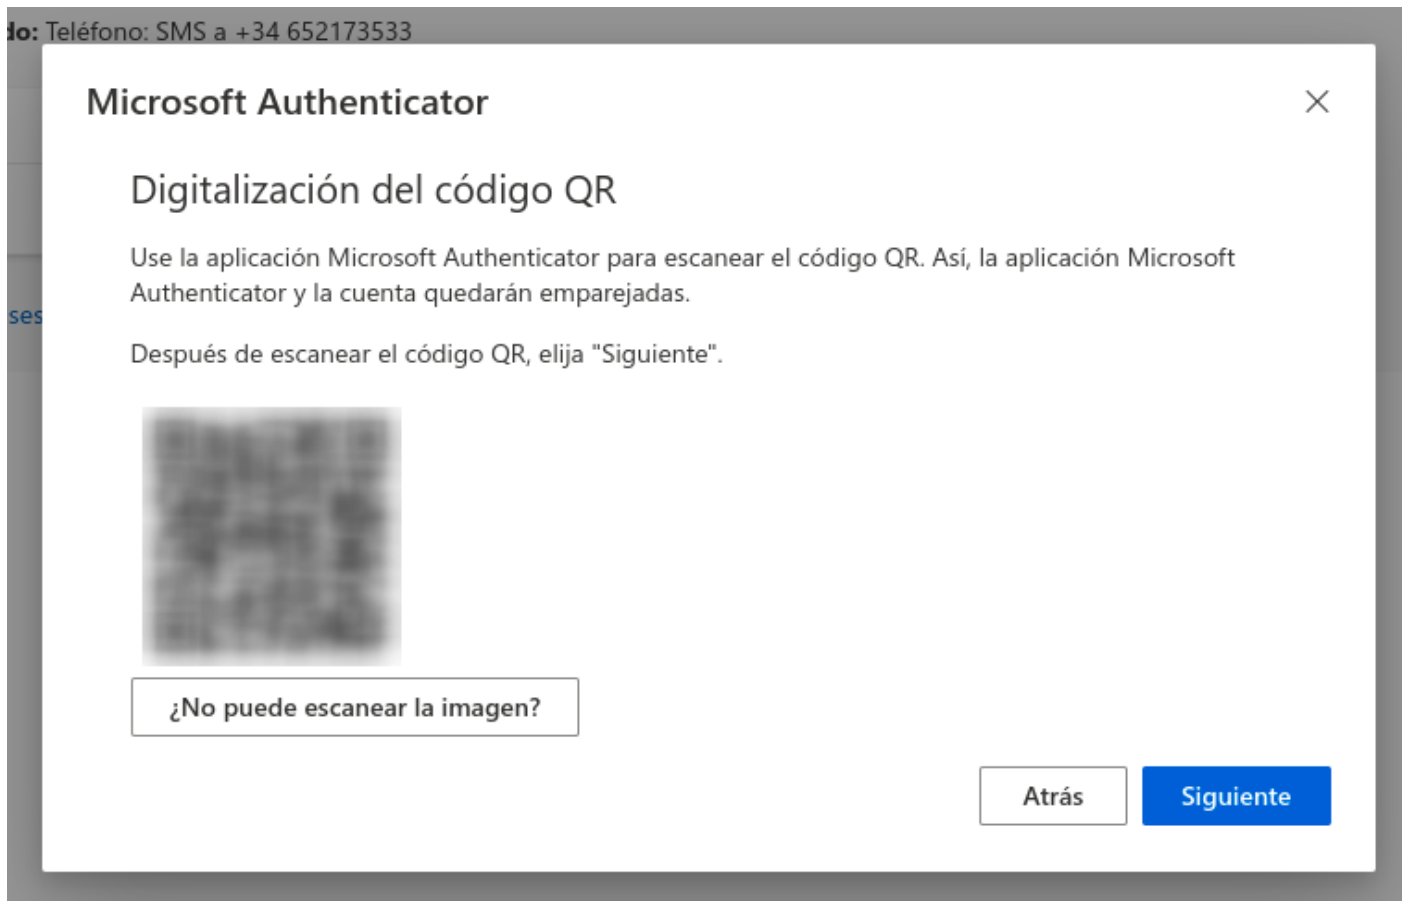 do: Teléfono: SMS a +34 652173533
Microsoft Authenticator
Digitalización del código QR
Use la aplicación Microsoft Authenticator para escanear el código QR. Así, la aplicación Microsoft
Authenticator y la cuenta quedarán emparejadas.
ses
Después de escanear el código QR, elija "Siguiente".
¿No puede escanear la imagen?
Atrás
Siguiente